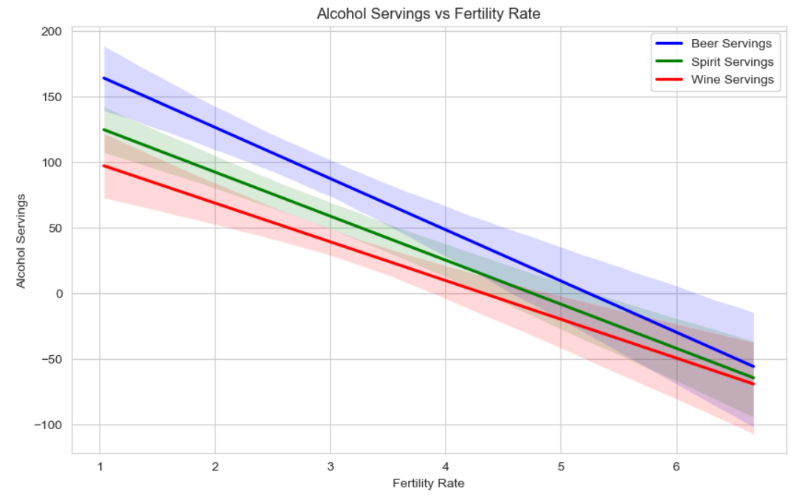 Alcohol Servings vs Fertility Rate
Beer Servings
Spirit Servings
Wine Servings
200
150
100
50
0
−50
−100
Alcohol Servings
1 2 3 4 5 6
Fertility Rate